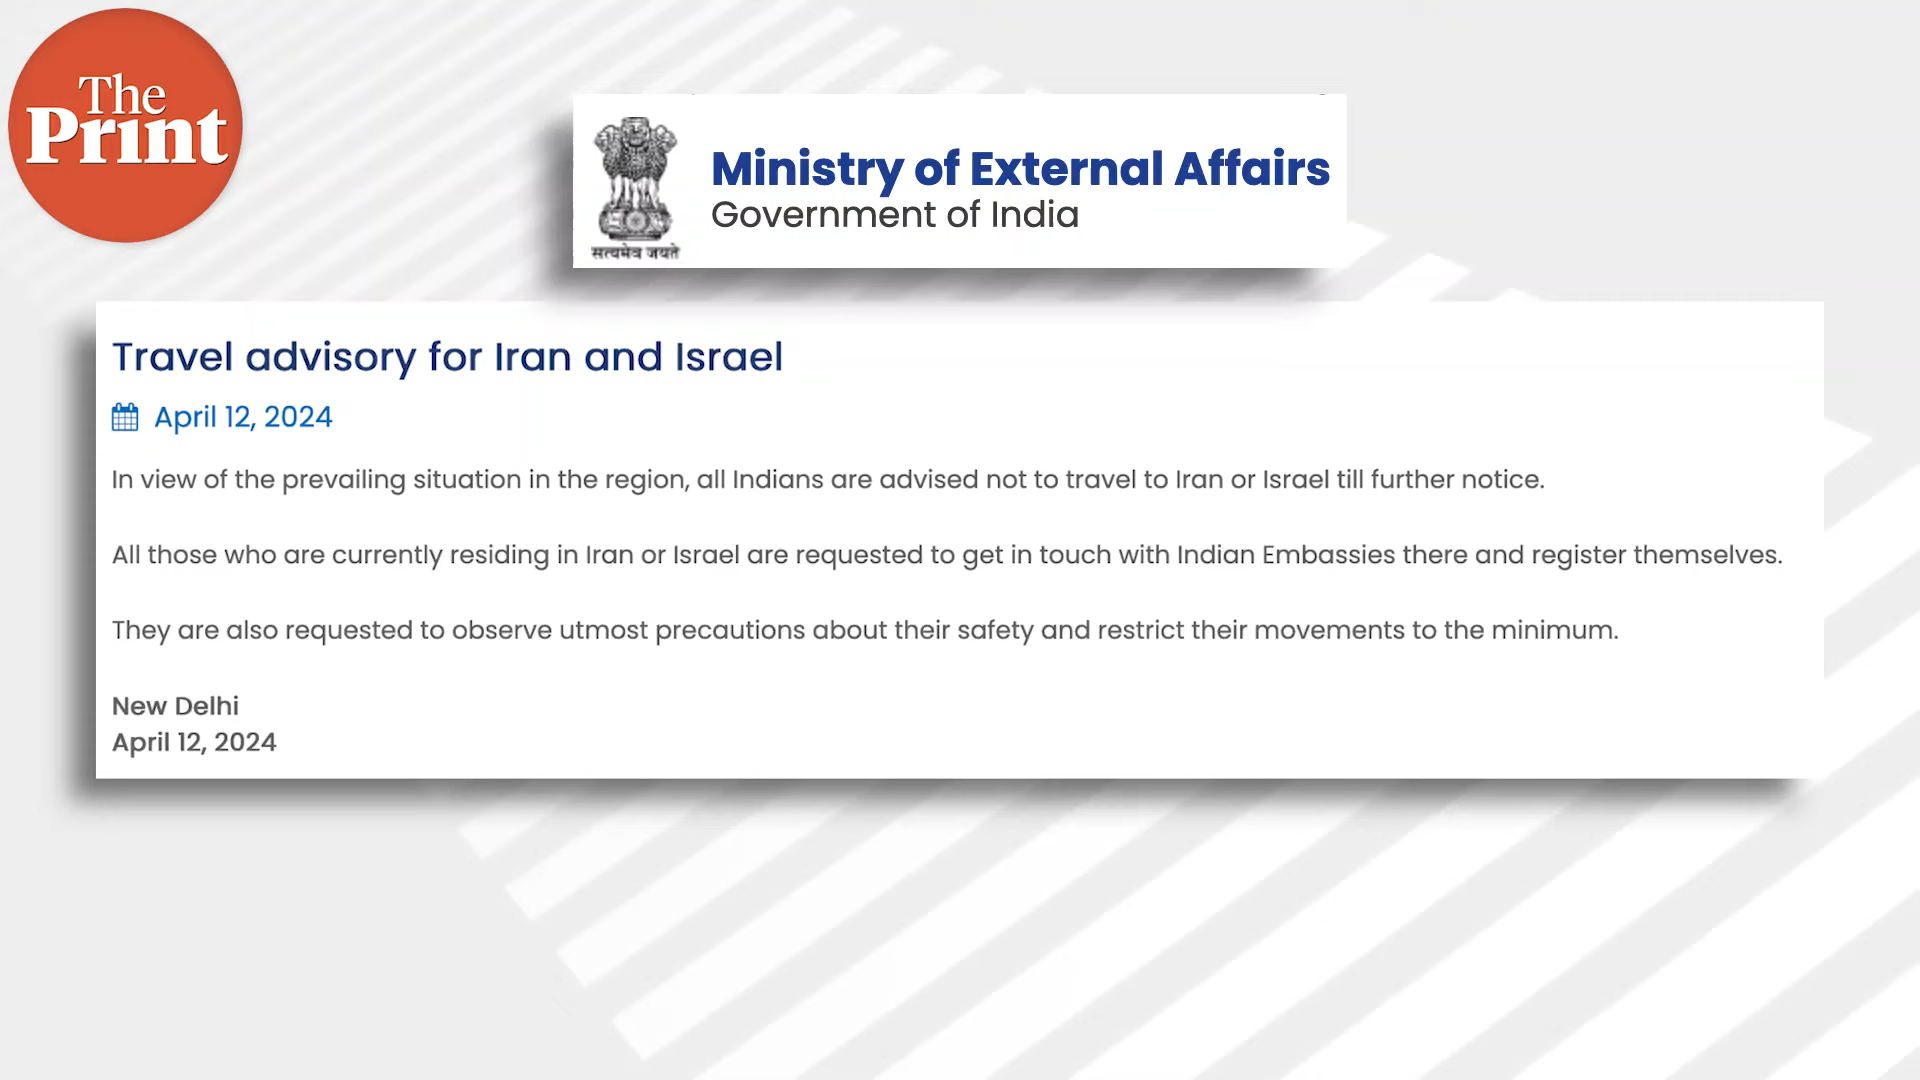 The
Print
Ministry of External Affairs
Government of India
सत्यमेव जयते
Travel advisory for Iran and Israel
April 12, 2024
In view of the prevailing situation in the region, all Indians are advised not to travel to Iran or Israel till further notice.
All those who are currently residing in Iran or Israel are requested to get in touch with Indian Embassies there and register themselves.
They are also requested to observe utmost precautions about their safety and restrict their movements to the minimum.
New Delhi
April 12, 2024